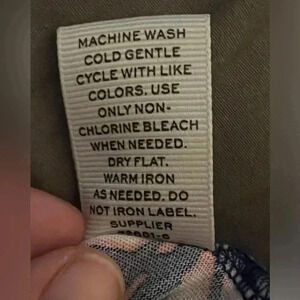 MACHINE WASH
COLD GENTLE
CYCLE WITH LIKE
COLORS. USE
ONLY NON-
CHLORINE BLEACH
WHEN NEEDED.
DRY FLAT.
WARM IRON
AS NEEDED. DO
NOT IRON LABEL.
SUPPLIER